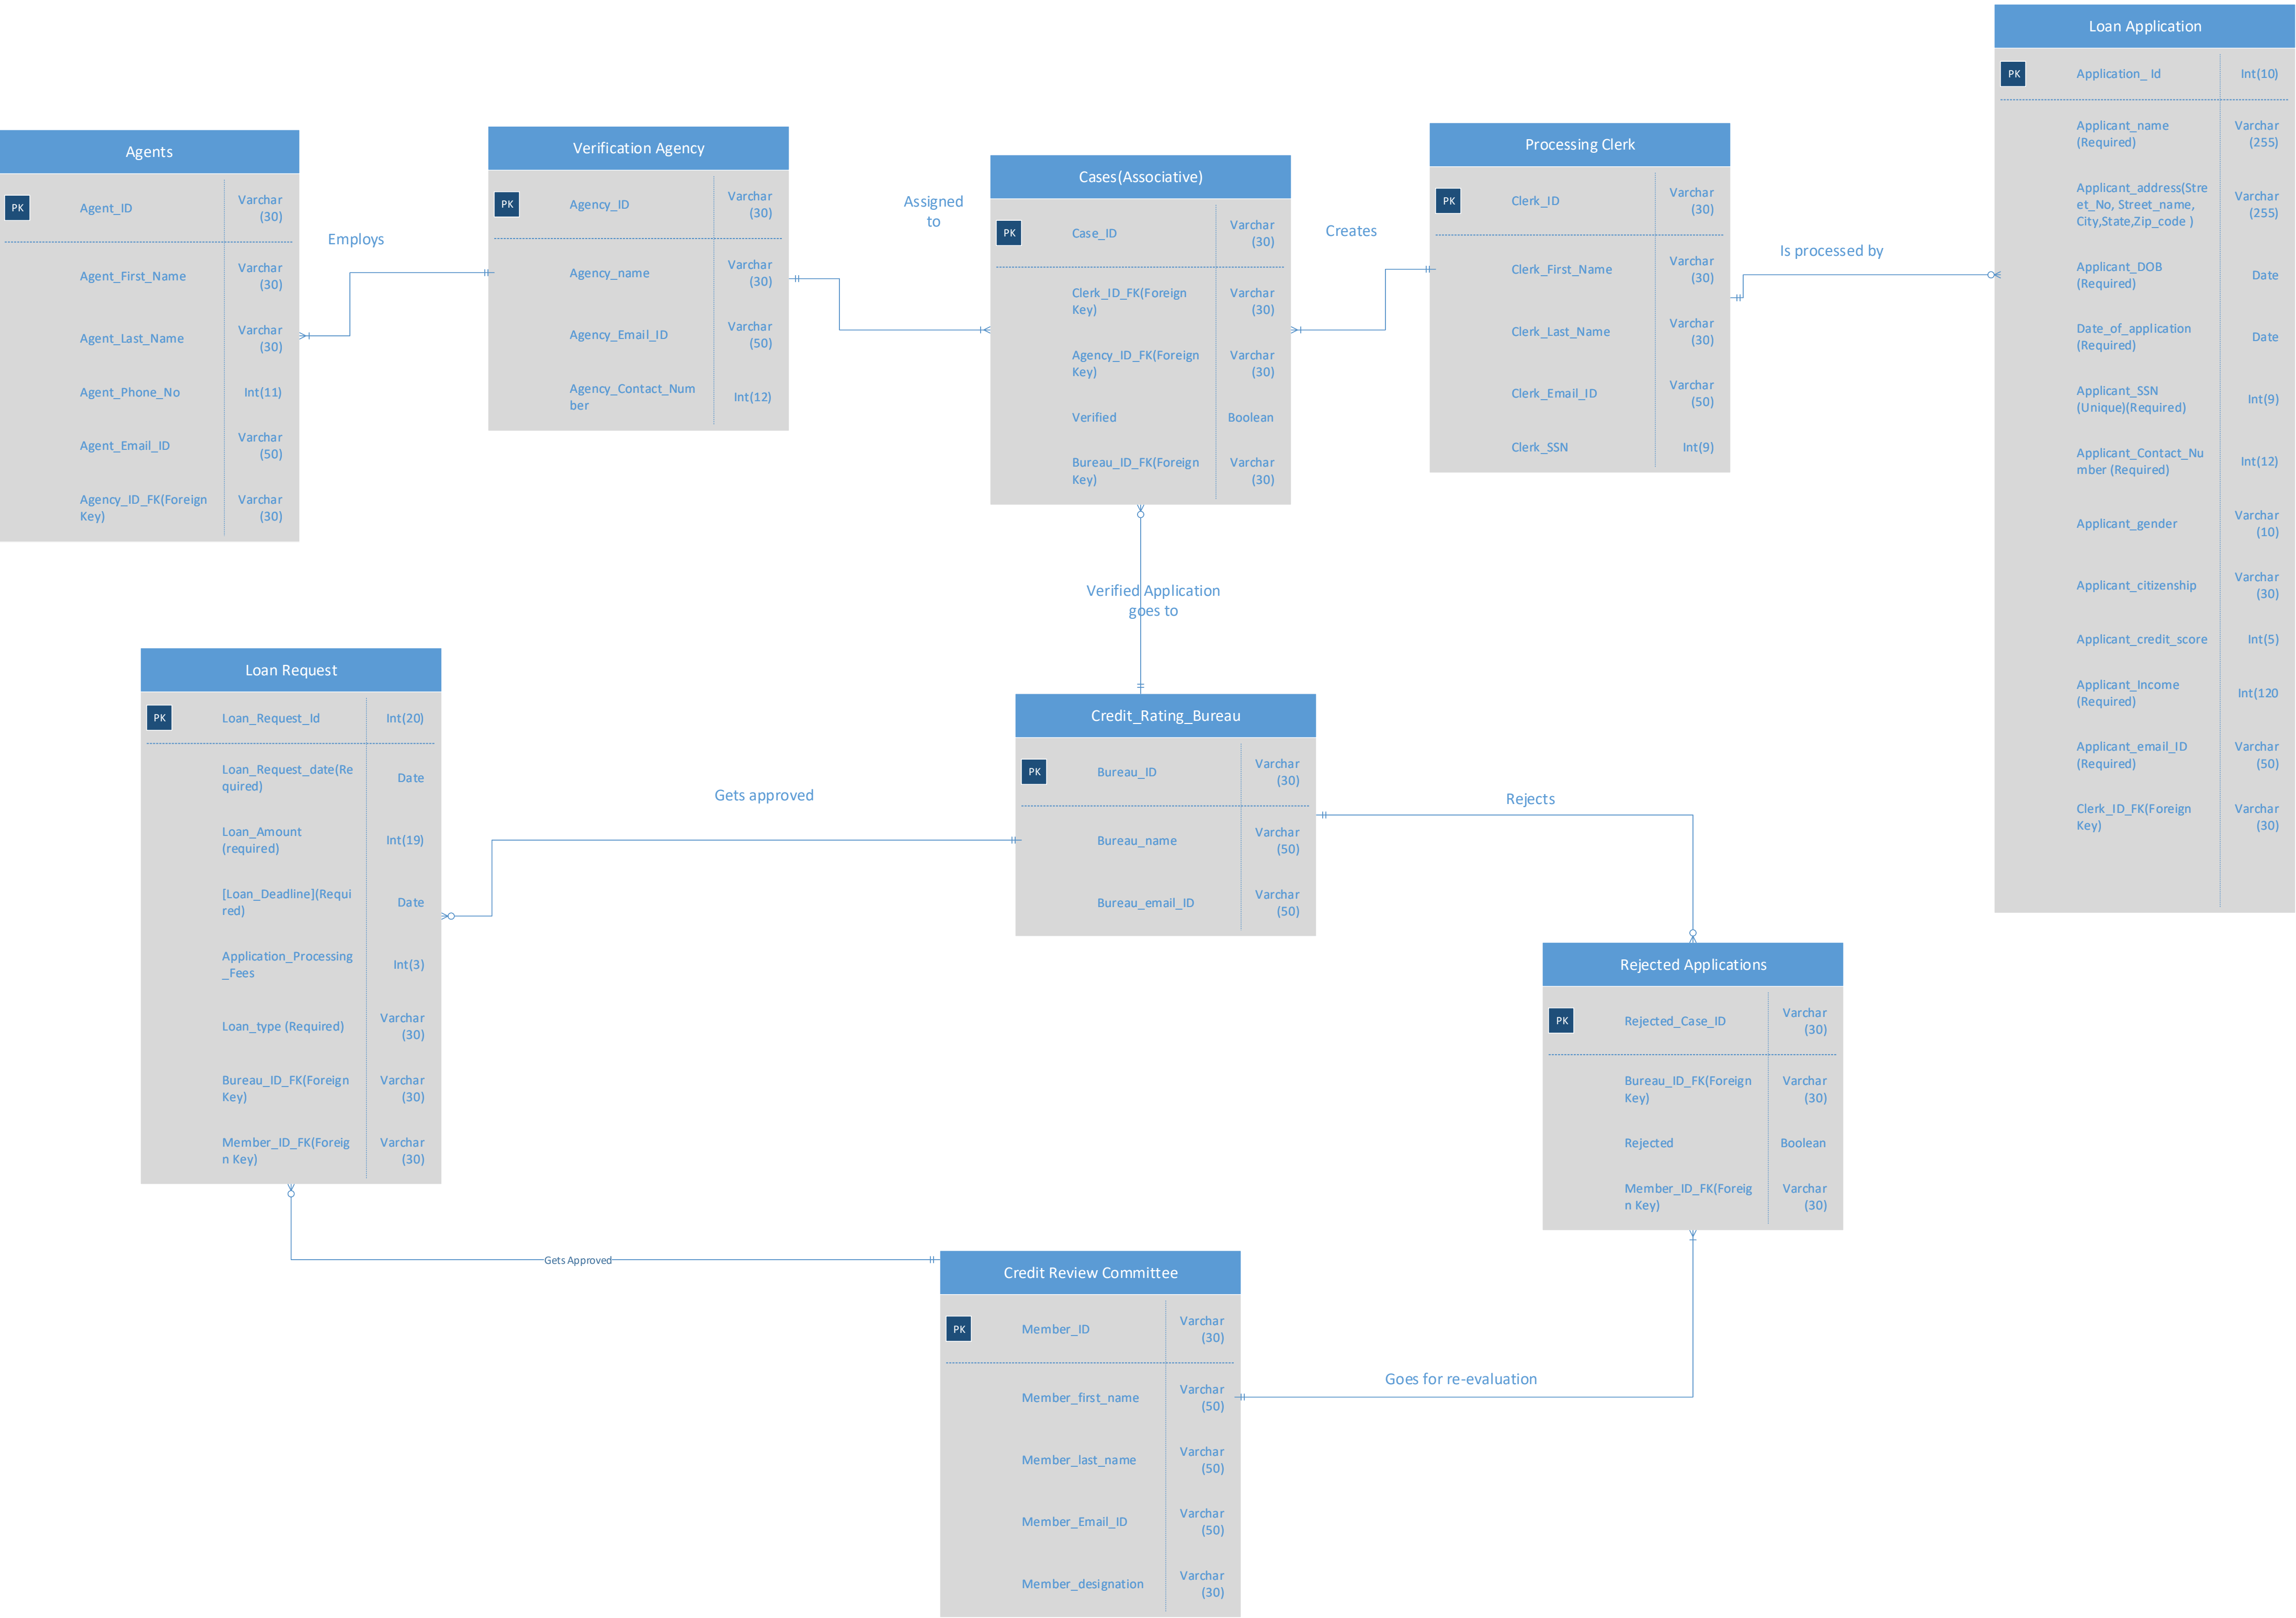 Loan Application
PK
Application_ Id
Int(10)
Applicant_name
(Required)
Varchar
(255)
Applicant_address(Stre
et_No, Street_name,
City,State,Zip_code )
Varchar
(255)
Applicant_DOB
(Required)
Date
Date_of_application
(Required)
Date
Applicant_SSN
(Unique)(Required)
Int(9)
Applicant_Contact_Nu
mber (Required)
Int(12)
Applicant_gender
Varchar
(10)
Applicant_citizenship
Varchar
(30)
Applicant_credit_score
Int(5)
Applicant_Income
(Required)
Int(120
Applicant_email_ID
(Required)
Varchar
(50)
Clerk_ID_FK(Foreign
Key)
Varchar
(30)
Agents
PK
Agent_ID
Varchar
(30)
Agent_First_Name
Varchar
(30)
Agent_Last_Name
Varchar
(30)
Agent_Phone_No
Int(11)
Agent_Email_ID
Varchar
(50)
Agency_ID_FK(Foreign
Key)
Varchar
(30)
Employs
Verification Agency
PK
Agency_ID
Varchar
(30)
Agency_name
Varchar
(30)
Agency_Email_ID
Varchar
(50)
Agency_Contact_Num
ber
Int(12)
Assigned
to
Cases(Associative)
PK
Case_ID
Varchar
(30)
Clerk_ID_FK(Foreign
Key)
Varchar
(30)
Agency_ID_FK(Foreign
Key)
Varchar
(30)
Verified
Boolean
Bureau_ID_FK(Foreign
Key)
Varchar
(30)
Creates
Processing Clerk
PK
Clerk_ID
Varchar
(30)
Clerk_First_Name
Varchar
(30)
Clerk_Last_Name
Varchar
(30)
Clerk_Email_ID
Varchar
(50)
Clerk_SSN
Int(9)
Is processed by
Verified Application
goes to
Loan Request
PK
Loan_Request_Id
Int(20)
Loan_Request_date(Re
quired)
Date
Loan_Amount
(required)
Int(19)
[Loan_Deadline](Requi
red)
Date
Application_Processing
_Fees
Int(3)
Loan_type (Required)
Varchar
(30)
Bureau_ID_FK(Foreign
Key)
Varchar
(30)
Member_ID_FK(Foreig
n Key)
Varchar
(30)
Gets approved
Credit_Rating_Bureau
PK
Bureau_ID
Varchar
(30)
Bureau_name
Varchar
(50)
Bureau_email_ID
Varchar
(50)
Rejects
Rejected Applications
PK
Rejected_Case_ID
Varchar
(30)
Bureau_ID_FK(Foreign
Key)
Varchar
(30)
Rejected
Boolean
Member_ID_FK(Foreig
n Key)
Varchar
(30)
Gets Approved
Credit Review Committee
PK
Member_ID
Varchar
(30)
Member_first_name
Varchar
(50)
Member_last_name
Varchar
(50)
Member_Email_ID
Varchar
(50)
Member_designation
Varchar
(30)
Goes for re-evaluation